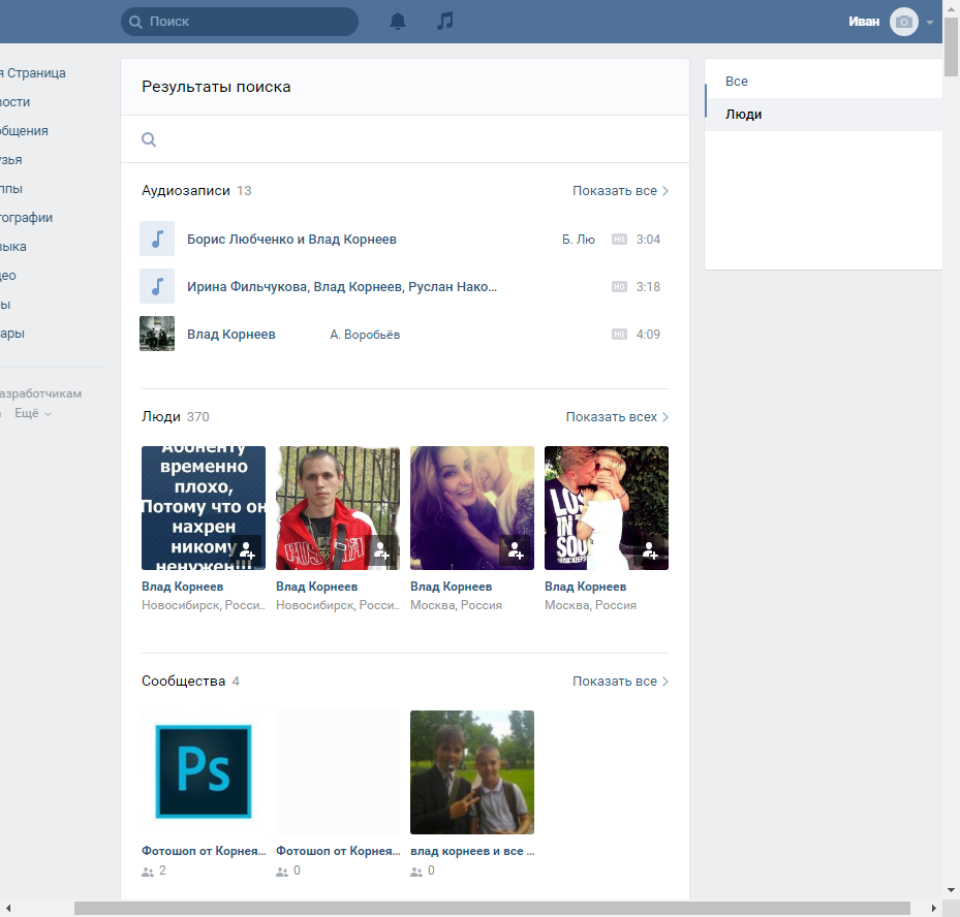 Поиск
Иван
я Страница
вости
общения
узья
ппы
тографии
зыка
део
ы
ары
азработчикам
Ещё
Результаты поиска
Все
Люди
Аудиозаписи 13
Показать все
Борис Любченко и Влад Корнеев
Б. Лю
HQ 3:04
Ирина Фильчукова, Влад Корнеев, Руслан Нако...
HQ 3:18
Влад Корнеев
А. Воробьёв
HQ 4:09
Люди 370
Показать всех
Абоненту
временно
плохо,
Потому что он
нахрен
никому
ненужен!!!
LOS
IN
SOU
Влад Корнеев
Новосибирск, Росси..
Влад Корнеев
Новосибирск, Росси..
Влад Корнеев
Москва, Россия
Влад Корнеев
Москва, Россия
Сообщества 4
Показать все
Ps
Фотошоп от Корнея...
2
Фотошоп от Корнея...
0
влад корнеев и все ...
0